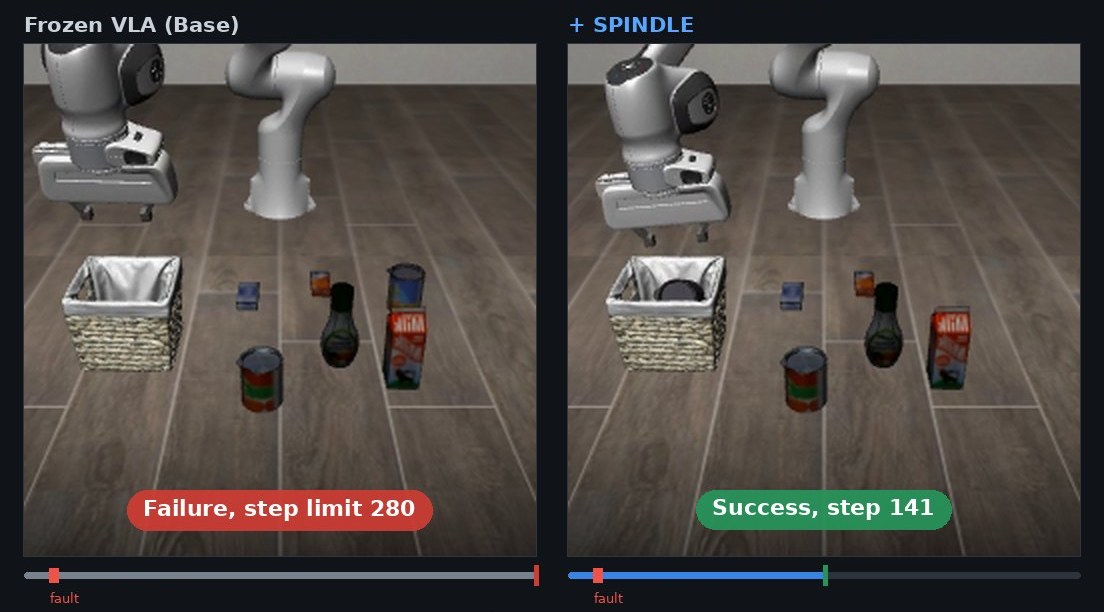 Frozen VLA (Base)
+ SPINDLE
Failure, step limit 280
Success, step 141
fault
fault